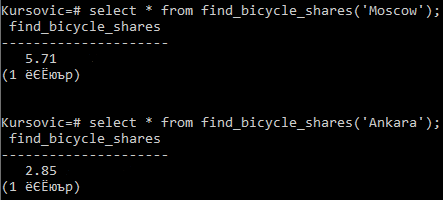 Kursovic=# select * from find_bicycle_shares('Moscow');
find_bicycle_shares
---------------------
5.71
(1 ёЄЁюър)
Kursovic=# select * from find_bicycle_shares('Ankara');
find_bicycle_shares
---------------------
2.85
(1 ёЄЁюър)